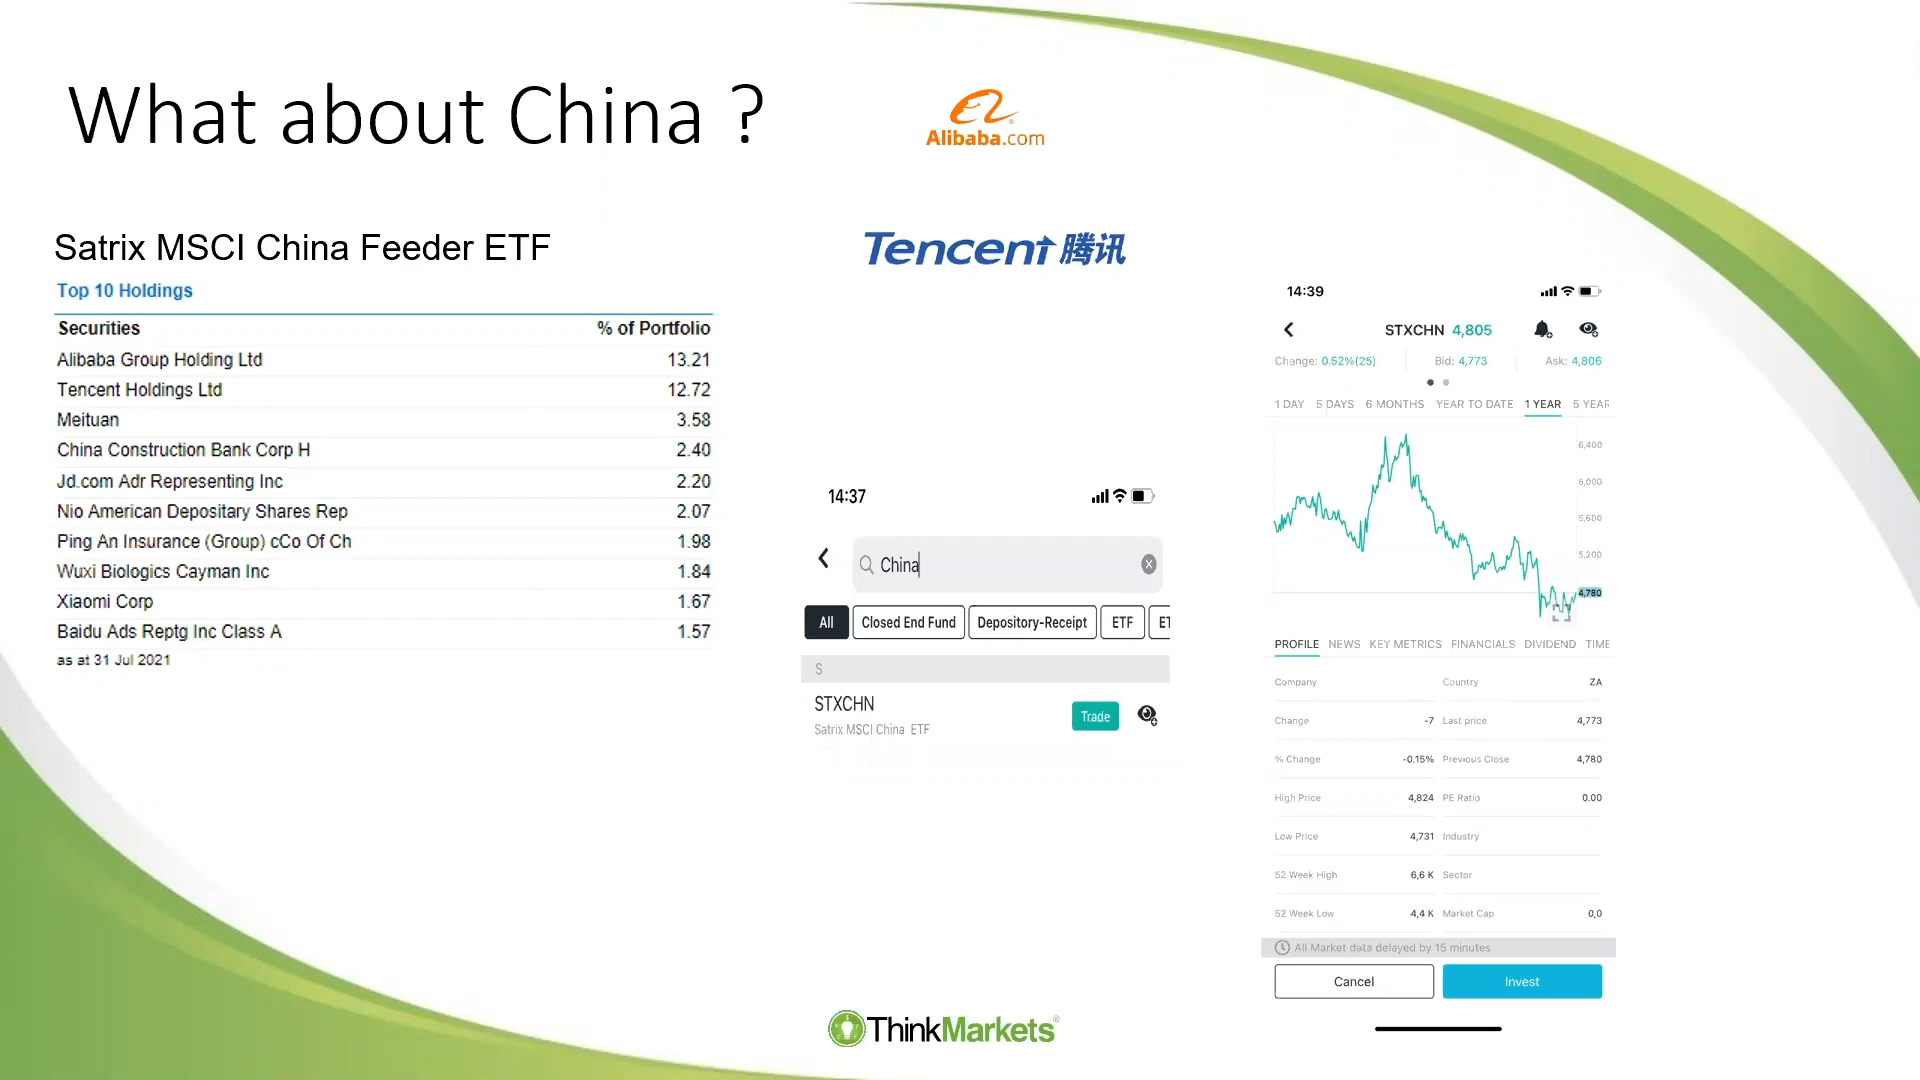 What about China ?
Alibaba.com
Satrix MSCI China Feeder ETF
Tencent 腾讯
Top 10 Holdings
Securities % of Portfolio
Alibaba Group Holding Ltd 13.21
Tencent Holdings Ltd 12.72
Meituan 3.58
China Construction Bank Corp H 2.40
Jd.com Adr Representing Inc 2.20
Nio American Depositary Shares Rep 2.07
Ping An Insurance (Group) cCo Of Ch 1.98
Wuxi Biologics Cayman Inc 1.84
Xiaomi Corp 1.67
Baidu Ads Reptg Inc Class A 1.57
as at 31 Jul 2021
14:37
China
All Closed End Fund Depository-Receipt ETF ET
S
STXCHN
Trade
Satrix MSCI China ETF
14:39
STXCHN 4,805
Change: 0.52%(25) Bid: 4,773 Ask: 4,806
1 DAY 5 DAYS 6 MONTHS YEAR TO DATE 1 YEAR 5 YEAR
6,400
6,000
5,600
5,200
4,780
PROFILE NEWS KEY METRICS FINANCIALS DIVIDEND TIME
Company Country ZA
Change -7 Last price 4,773
% Change -0.15% Previous Close 4,780
High Price 4,824 PE Ratio 0.00
Low Price 4,731 Industry
52 Week High 6,6 K Sector
52 Week Low 4,4 K Market Cap 0,0
All Market data delayed by 15 minutes
Cancel Invest
ThinkMarkets